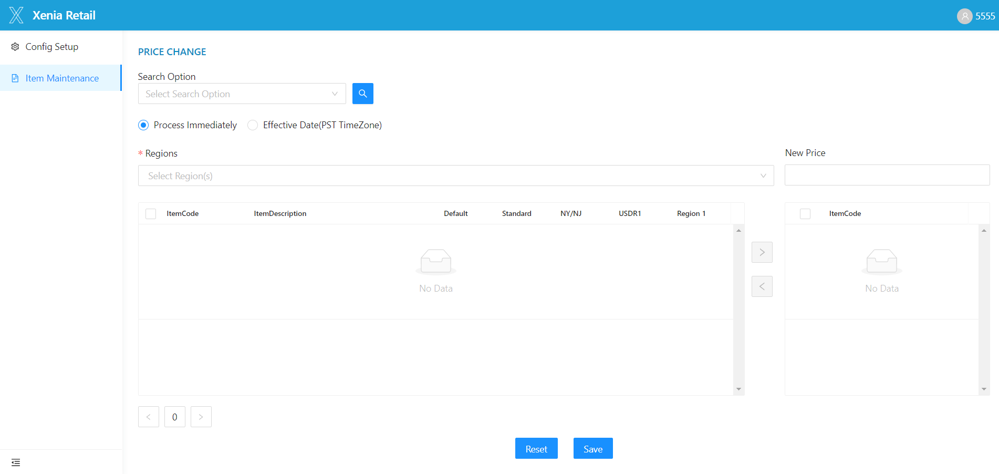 Xenia Retail
5555
Config Setup
Item Maintenance
PRICE CHANGE
Search Option
Select Search Option
Process Immediately
Effective Date(PST TimeZone)
* Regions
New Price
Select Region(s)
ItemCode ItemDescription Default Standard NY/NJ USDR1 Region 1
ItemCode
No Data
No Data
< 0 >
Reset
Save